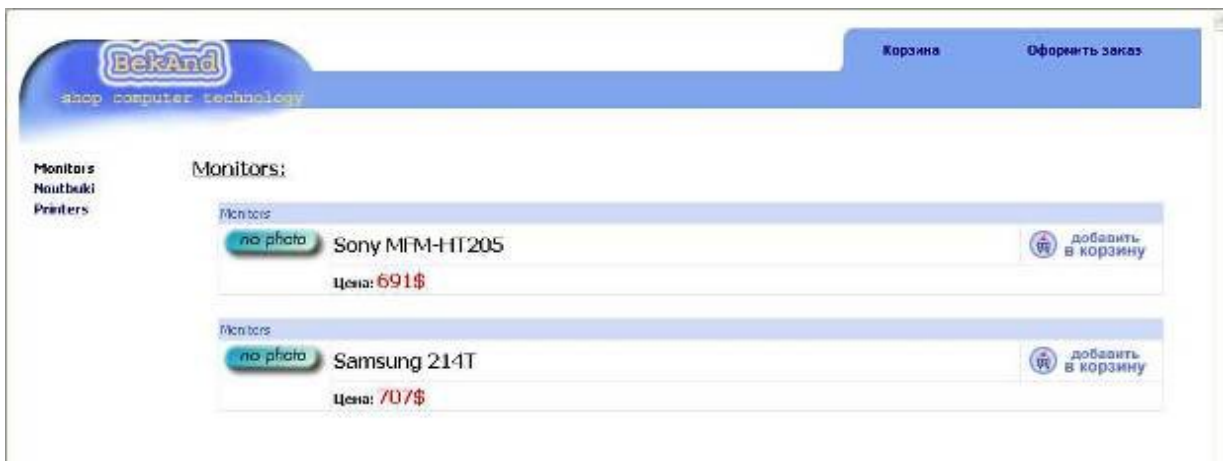 BekAnd
shop computer technology
Корзина
Оформить заказ
Monitors
Noutbuki
Printers
Monitors:
Monitors
no photo
Sony MFM-HT205
добавить
в корзину
Цена: 691$
Monitors
no photo
Samsung 214T
добавить
в корзину
Цена: 707$